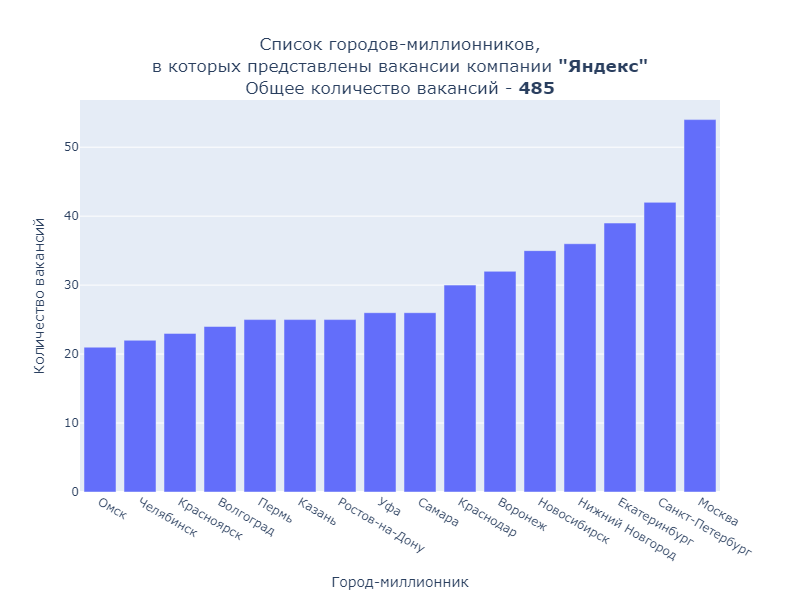 Список городов-миллионников,
в которых представлены вакансии компании "Яндекс"
Общее количество вакансий - 485
Количество вакансий
50
40
30
20
10
0
Омск
Челябинск
Красноярск
Волгоград
Пермь
Казань
Ростов-на-Дону
Уфа
Самара
Краснодар
Воронеж
Новосибирск
Нижний Новгород
Екатеринбург
Санкт-Петербург
Москва
Город-миллионник